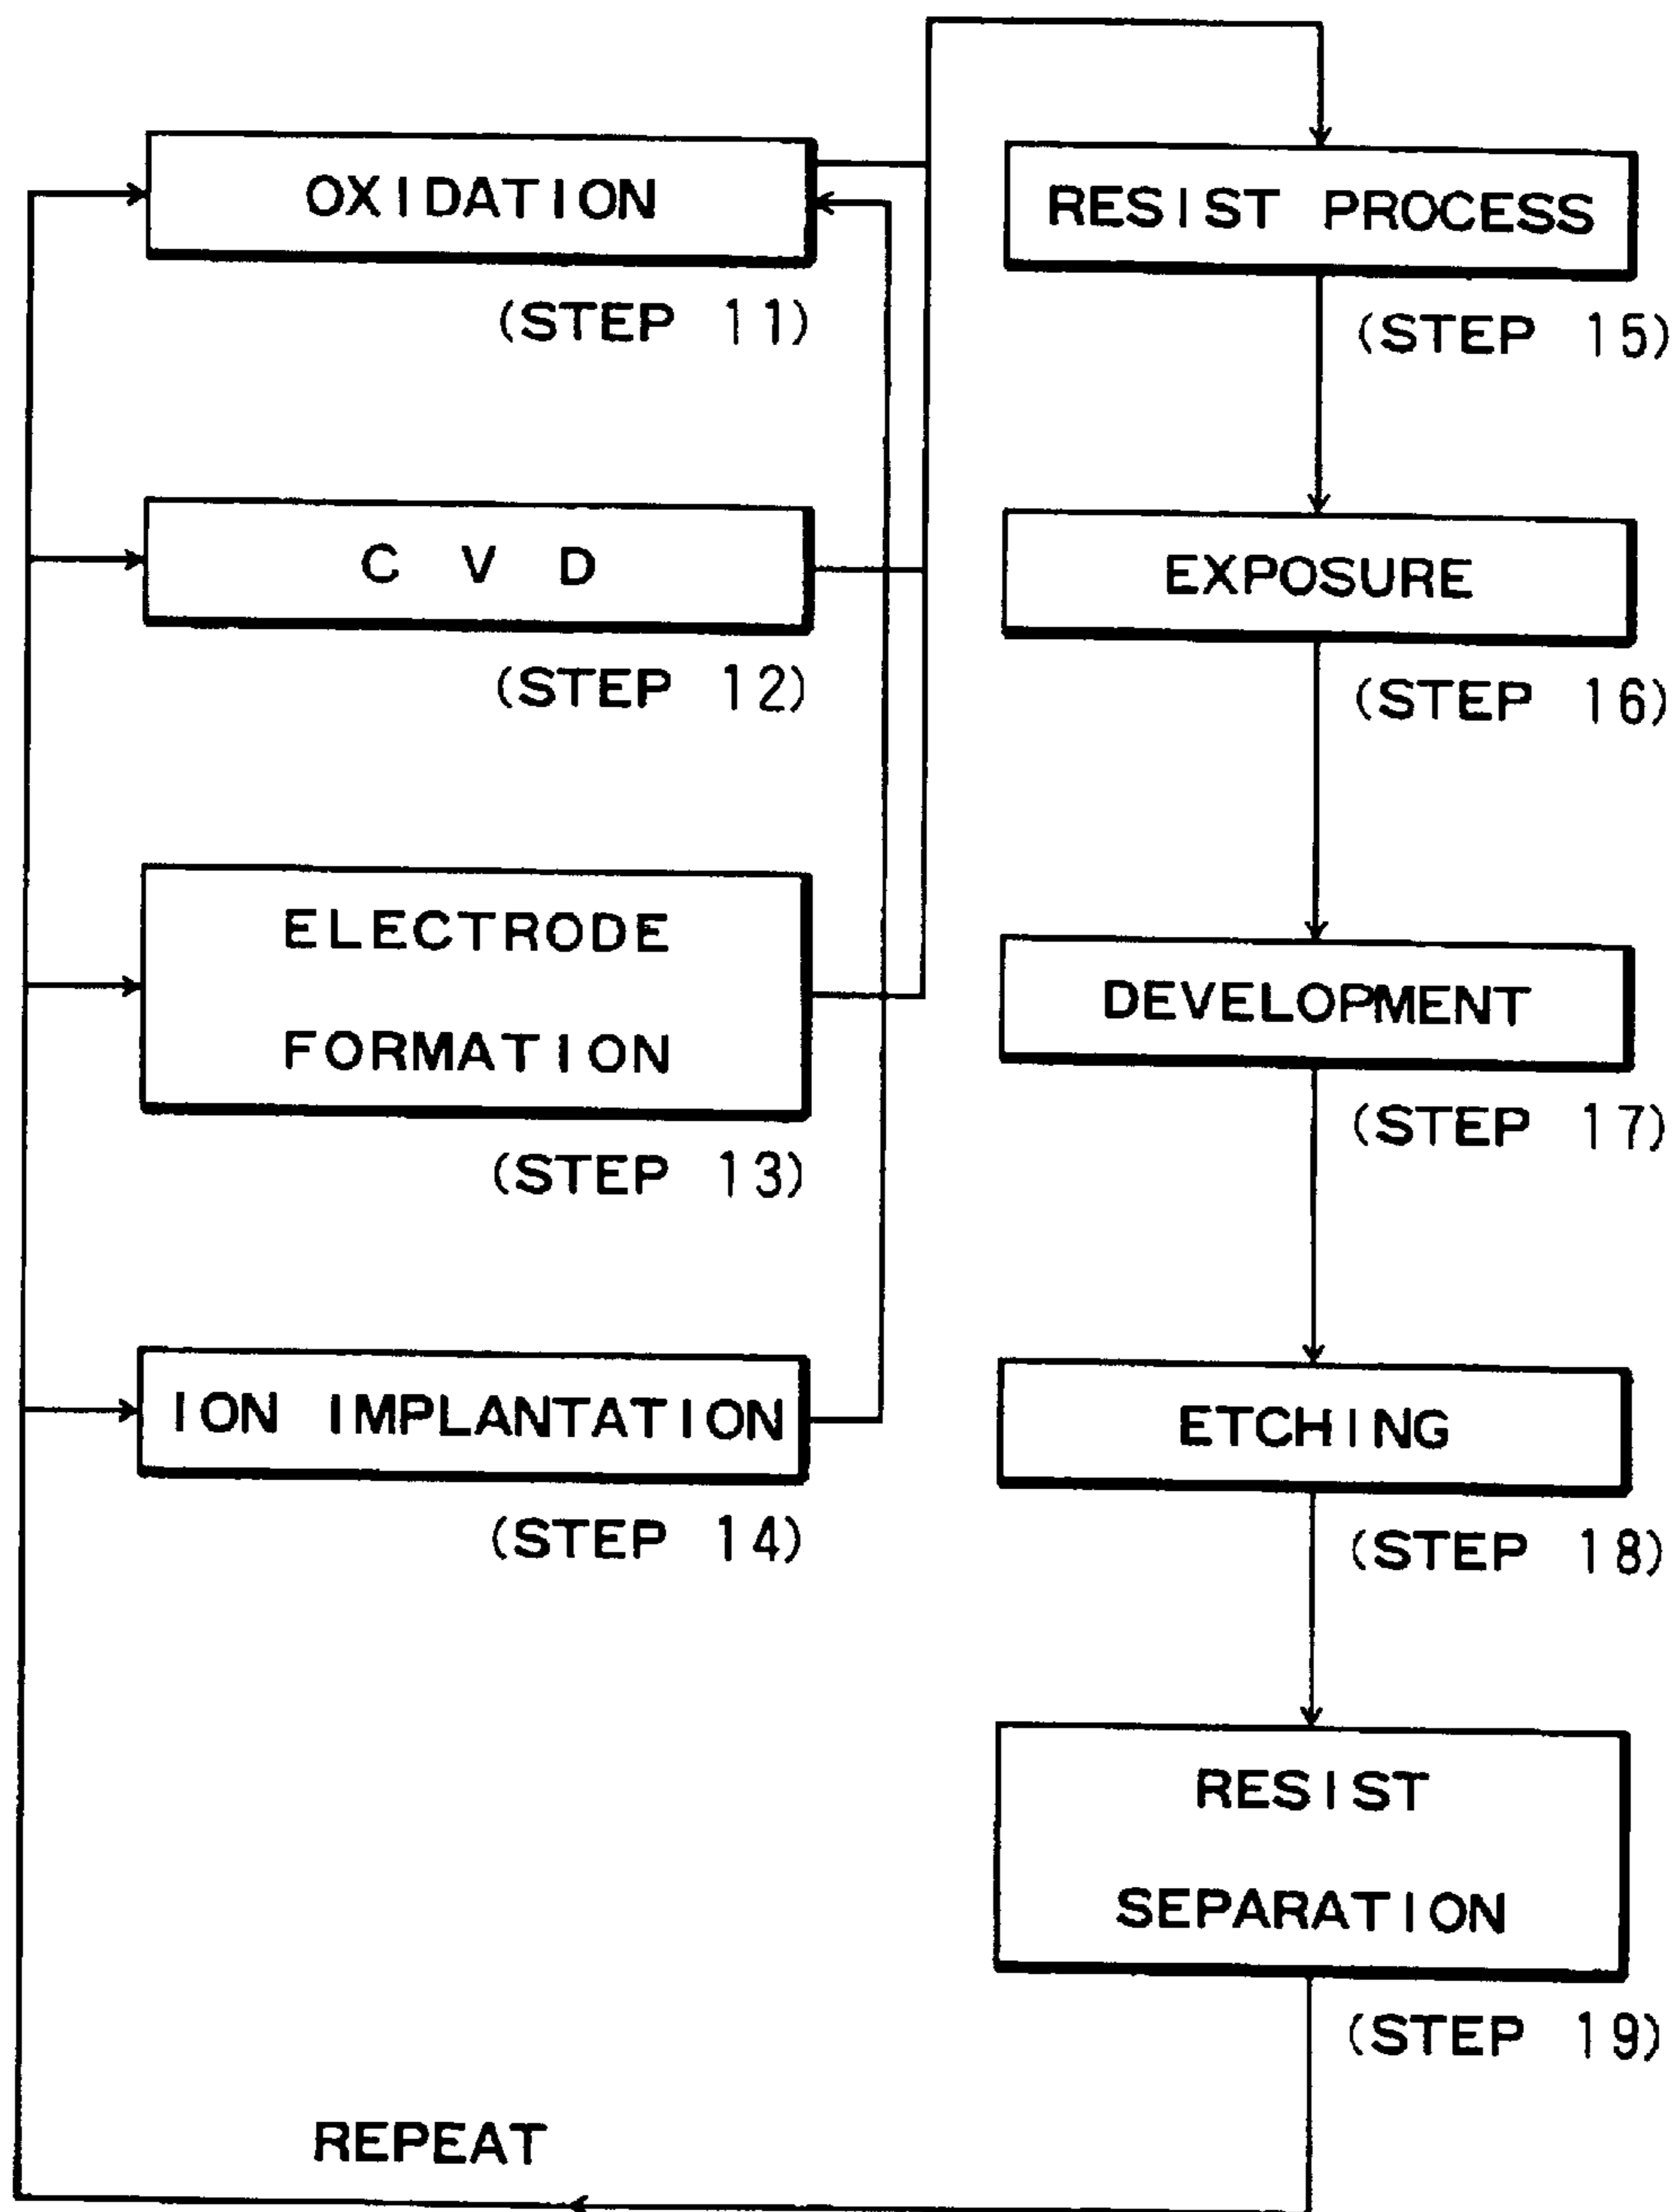 OXIDATION
(STEP 11)
C V D
(STEP 12)
ELECTRODE
FORMATION
(STEP 13)
ION IMPLANTATION
(STEP 14)
RESIST PROCESS
(STEP 15)
EXPOSURE
(STEP 16)
DEVELOPMENT
(STEP 17)
ETCHING
(STEP 18)
RESIST
SEPARATION
(STEP 19)
REPEAT